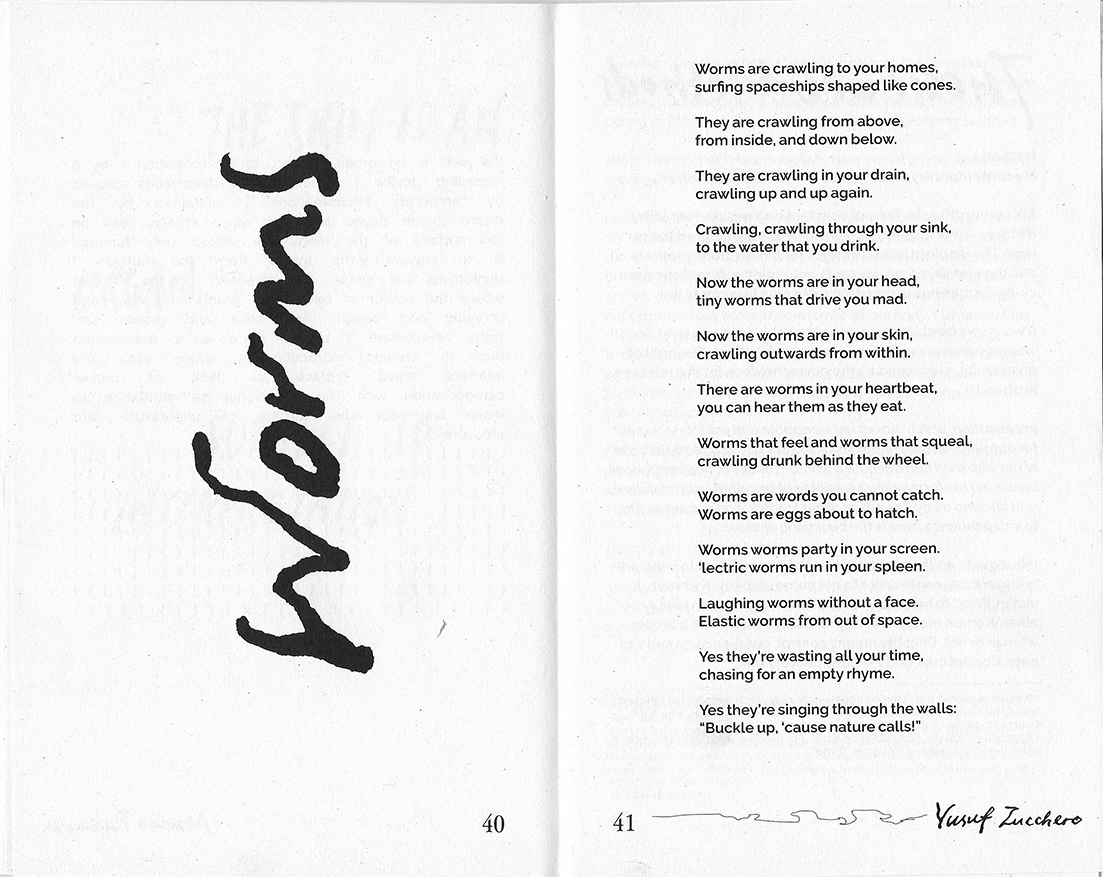 Worms
40
Worms are crawling to your homes,
surfing spaceships shaped like cones.
They are crawling from above,
from inside, and down below.
They are crawling in your drain,
crawling up and up again.
Crawling, crawling through your sink,
to the water that you drink.
Now the worms are in your head,
tiny worms that drive you mad.
Now the worms are in your skin,
crawling outwards from within.
There are worms in your heartbeat,
you can hear them as they eat.
Worms that feel and worms that squeal,
crawling drunk behind the wheel.
Worms are words you cannot catch.
Worms are eggs about to hatch.
Worms worms party in your screen.
‘lectric worms run in your spleen.
Laughing worms without a face.
Elastic worms from out of space.
Yes they’re wasting all your time,
chasing for an empty rhyme.
Yes they’re singing through the walls:
“Buckle up, ‘cause nature calls!”
41
Yusuf Zucchero